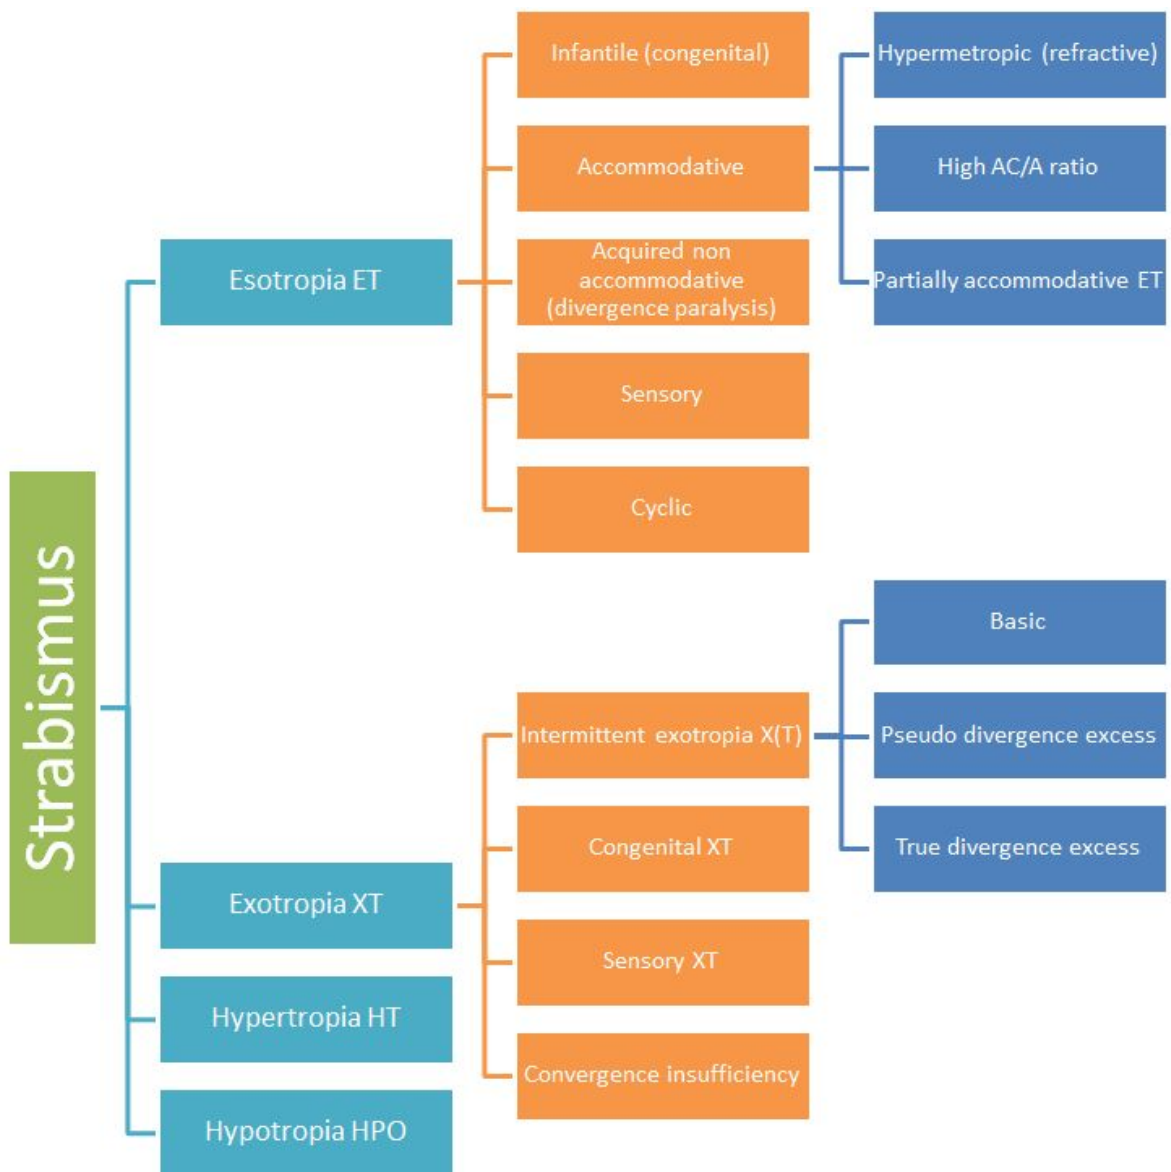 Strabismus
Esotropia ET
Infantile (congenital)
Accommodative
Hypermetropic (refractive)
High AC/A ratio
Partially accommodative ET
Acquired non
accommodative
(divergence paralysis)
Sensory
Cyclic
Exotropia XT
Intermittent exotropia X(T)
Basic
Pseudo divergence excess
True divergence excess
Congenital XT
Sensory XT
Convergence insufficiency
Hypertropia HT
Hypotropia HPO